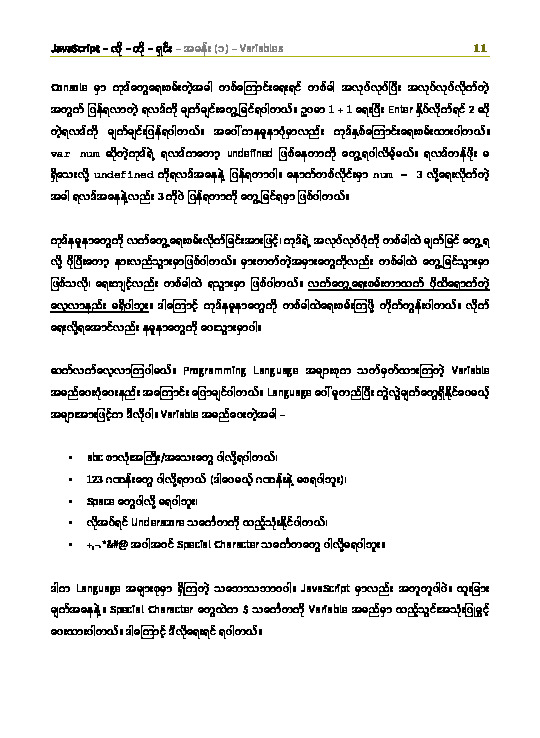 JavaScript – လို – တို – ရှင်း – အခန်း (၁) – Variables 11
Console မှာ ကုဒ်တွေရေးစမ်းတဲ့အခါ တစ်ကြောင်းရေးရင် တစ်ခါ အလုပ်လုပ်ပြီး အလုပ်လုပ်လိုက်တဲ့
အတွက် ပြန်ရလာတဲ့ ရလဒ်ကို ချက်ချင်းတွေ့မြင်ရပါတယ်။ ဥပမာ 1 + 1 ရေးပြီး Enter နှိပ်လိုက်ရင် 2 ဆို
တဲ့ရလဒ်ကို ချက်ချင်းပြန်ရပါတယ်။ အပေါ်ကနမူနာပုံမှာလည်း ကုဒ်နှစ်ကြောင်းရေးစမ်းထားပါတယ်။
var num ဆိုတဲ့ကုဒ်ရဲ့ ရလဒ်ကတော့ undefined ဖြစ်နေတာကို တွေ့ရပါလိမ့်မယ်။ ရလဒ်တန်ဖိုး မ
ရှိသေးလို့ undefined ကိုရလဒ်အနေနဲ့ ပြန်ရတာပါ။ နောက်တစ်လိုင်းမှာ num = 3 လို့ရေးလိုက်တဲ့
အခါ ရလဒ်အနေနဲ့လည်း 3 ကိုပဲ ပြန်ရတာကို တွေ့မြင်ရမှာ ဖြစ်ပါတယ်။
ကုဒ်နမူနာတွေကို လက်တွေ့ရေးစမ်းလိုက်ခြင်းအားဖြင့် ကုဒ်ရဲ့ အလုပ်လုပ်ပုံကို တစ်ခါထဲ မျက်မြင် တွေ့ရ
လို့ ပိုပြီးတော့ နားလည်သွားမှာဖြစ်ပါတယ်။ မှားတတ်တဲ့အမှားတွေကိုလည်း တစ်ခါထဲ တွေ့မြင်သွားမှာ
ဖြစ်သလို၊ ရေးကျင့်လည်း တစ်ခါထဲ ရသွားမှာ ဖြစ်ပါတယ်။ လက်တွေ့ရေးစမ်းတာထက် ပိုထိရောက်တဲ့
လေ့လာနည်း မရှိပါဘူး။ ဒါကြောင့် ကုဒ်နမူနာတွေကို တစ်ခါထဲရေးစမ်းကြဖို့ တိုက်တွန်းပါတယ်။ လိုက်
ရေးလို့ရအောင်လည်း နမူနာတွေကို ပေးသွားမှာပါ။
ဆက်လက်လေ့လာကြပါမယ်။ Programming Language အများစုက သတ်မှတ်ထားကြတဲ့ Variable
အမည်ပေးပုံပေးနည်း အကြောင်း ပြောချင်ပါတယ်။ Language ပေါ်မူတည်ပြီး ကွဲလွဲချက်တွေရှိနိုင်ပေမယ့်
အများအားဖြင့်က ဒီလိုပါ။ Variable အမည်ပေးတဲ့အခါ –
• abc စာလုံးအကြီး/အသေးတွေ ပါလို့ရပါတယ်၊
• 123 ဂဏန်းတွေ ပါလို့ရတယ် (ဒါပေမယ့် ဂဏန်းနဲ့ မစရပါဘူး)၊
• Space တွေပါလို့ မရပါဘူး၊
• လိုအပ်ရင် Underscore သင်္ကေတကို ထည့်သုံးနိုင်ပါတယ်၊
• +,-,*&#@ အပါအဝင် Special Character သင်္ကေတတွေ ပါလို့မရပါဘူး။
ဒါက Language အများစုမှာ ရှိကြတဲ့ သဘောသဘာဝပါ။ JavaScript မှာလည်း အတူတူပါပဲ။ ထူးခြား
ချက်အနေနဲ့ Special Character တွေထဲက $ သင်္ကေတကို Variable အမည်မှာ ထည့်သွင်းအသုံးပြုခွင့်
ပေးထားပါတယ်။ ဒါကြောင့် ဒီလိုရေးရင် ရပါတယ်။